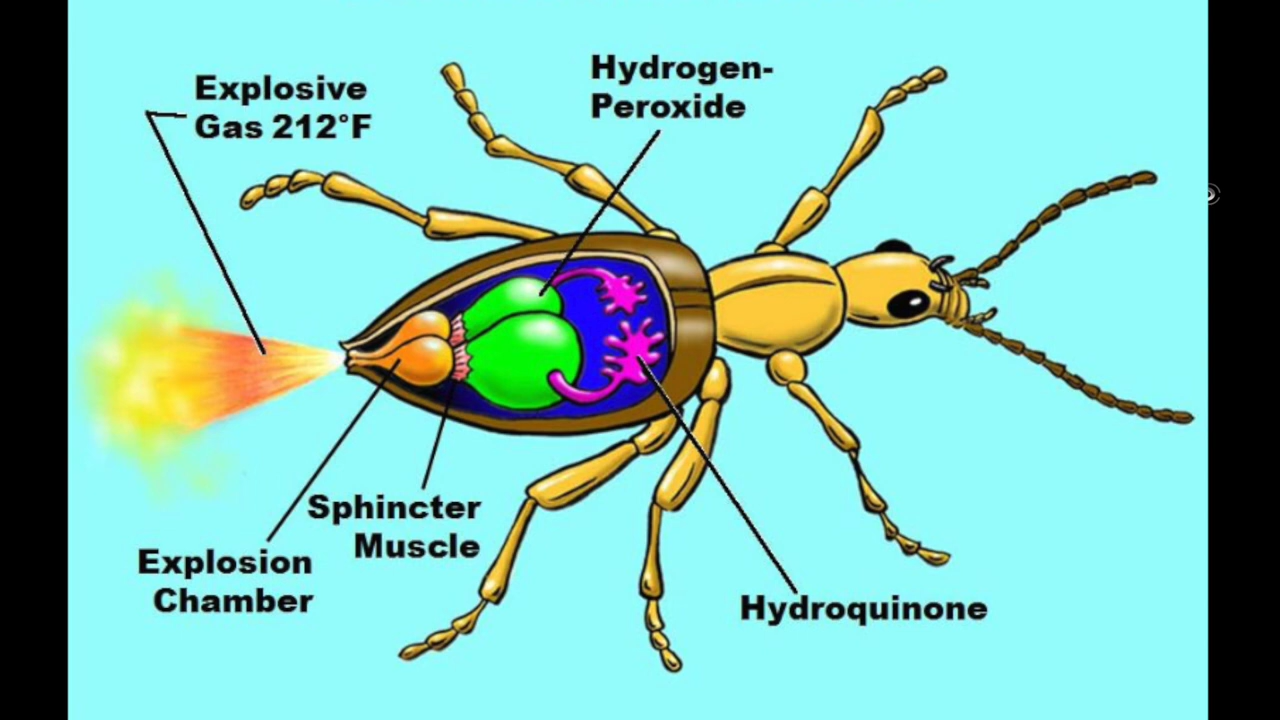 Explosive
Gas 212°F
Hydrogen-
Peroxide
Sphincter
Muscle
Explosion
Chamber
Hydroquinone